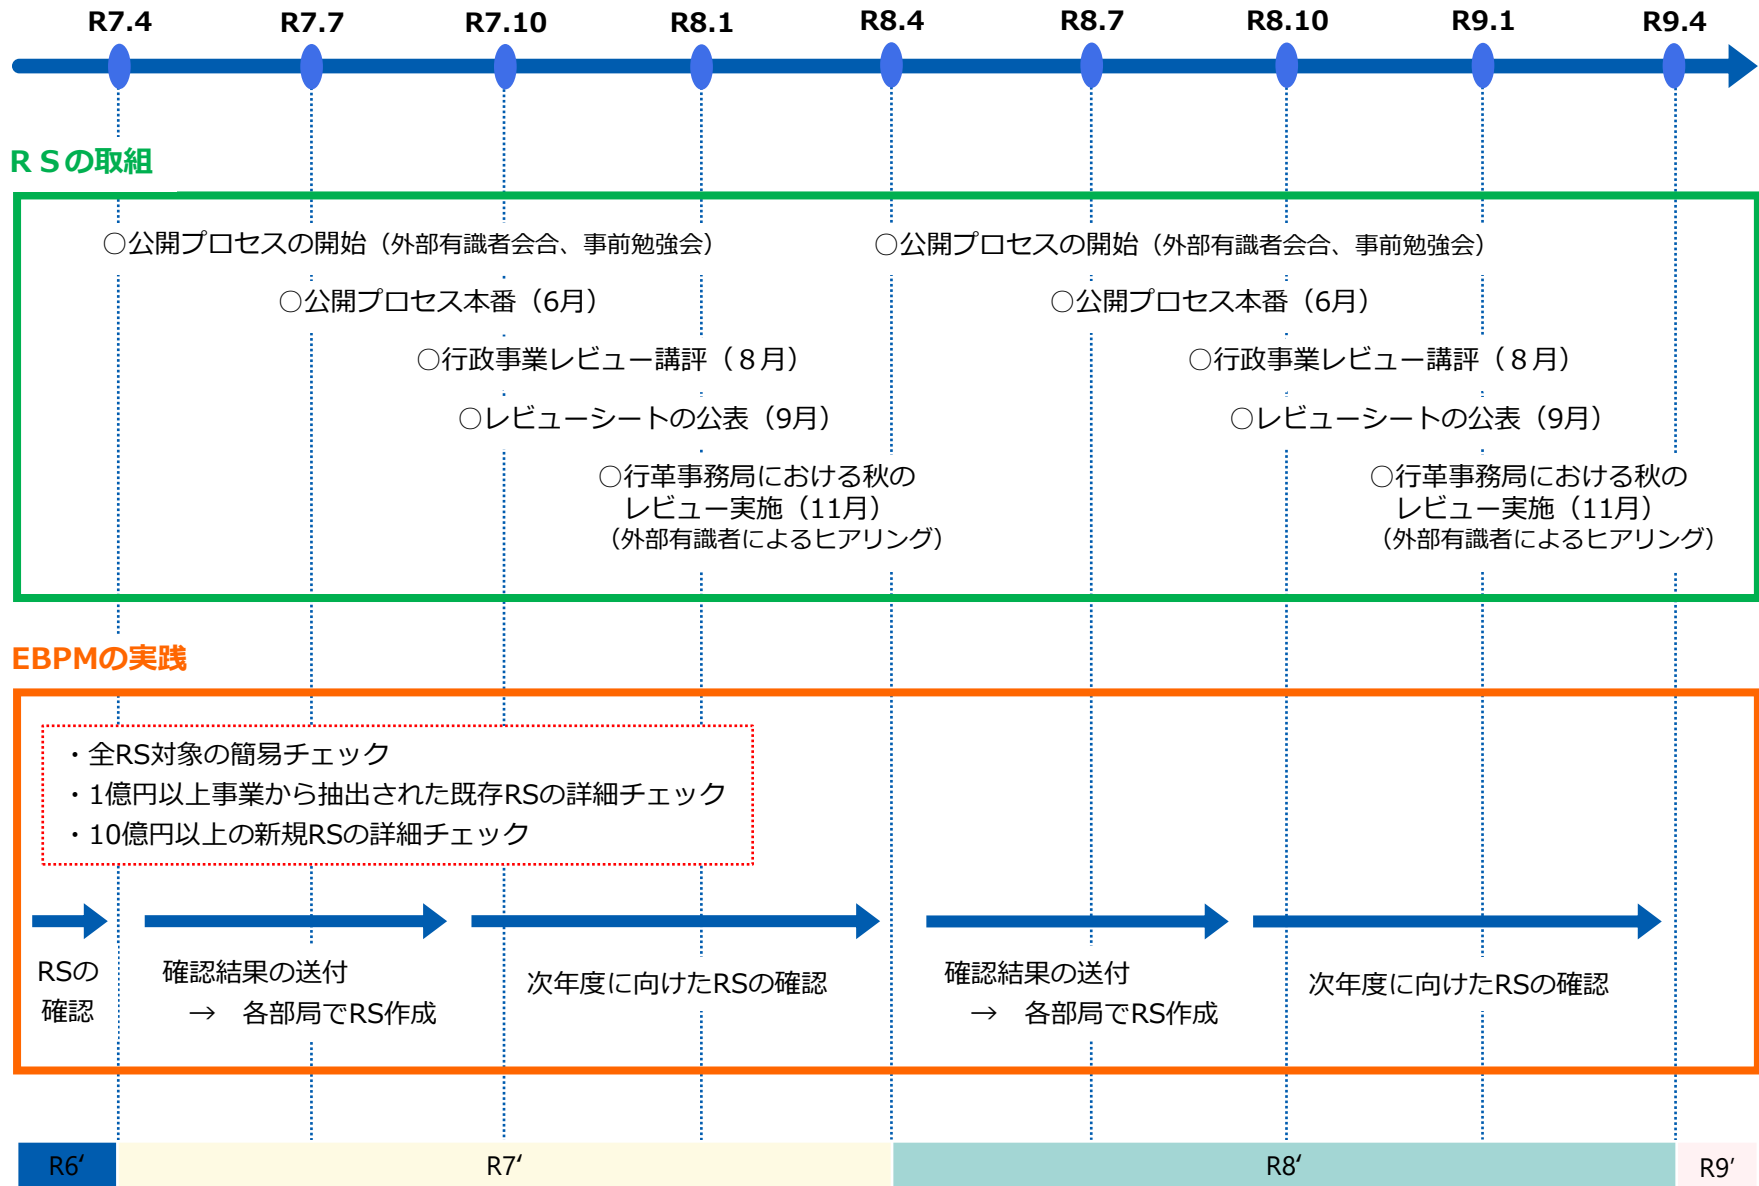 R7.4 R7.7 R7.10 R8.1 R8.4 R8.7 R8.10 R9.1 R9.4
ＲＳの取組
○公開プロセスの開始（外部有識者会合、事前勉強会）
○公開プロセス本番（6月）
○行政事業レビュー講評（８月）
○レビューシートの公表（9月）
○行革事務局における秋の
レビュー実施（11月）
（外部有識者によるヒアリング）
○公開プロセスの開始（外部有識者会合、事前勉強会）
○公開プロセス本番（6月）
○行政事業レビュー講評（８月）
○レビューシートの公表（9月）
○行革事務局における秋の
レビュー実施（11月）
（外部有識者によるヒアリング）
EBPMの実践
・全RS対象の簡易チェック
・1億円以上事業から抽出された既存RSの詳細チェック
・10億円以上の新規RSの詳細チェック
RSの
確認
確認結果の送付
→　各部局でRS作成
次年度に向けたRSの確認
確認結果の送付
→　各部局でRS作成
次年度に向けたRSの確認
R6‘ R7‘ R8‘ R9’